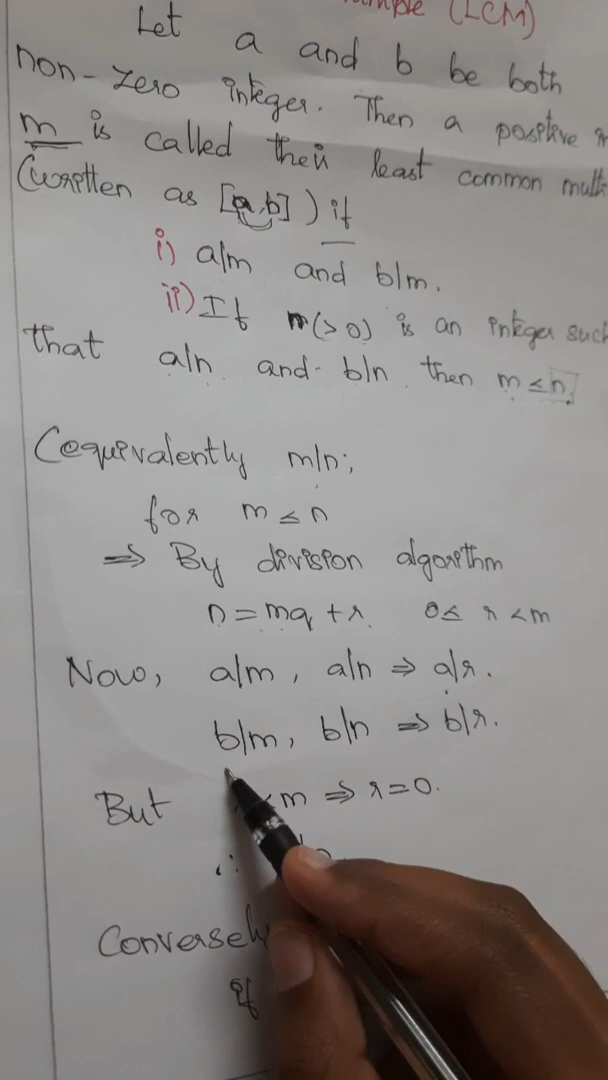 (LCM)
Let a and b be both
non-zero integer. Then a positive
m is called their least common
(written as [a,b]) if
i) a/m and b/m.
ii) If n(>0) is an integer such
that a/n and b/n then m≤n.
(equivalently m/n;
for m ≤ n
⇒ By division algorithm
n = mq + r 0≤ r <m
Now, a/m, a/n ⇒ a/r.
b/m, b/n ⇒ b/r.
But m ⇒ r=0.
∴
if